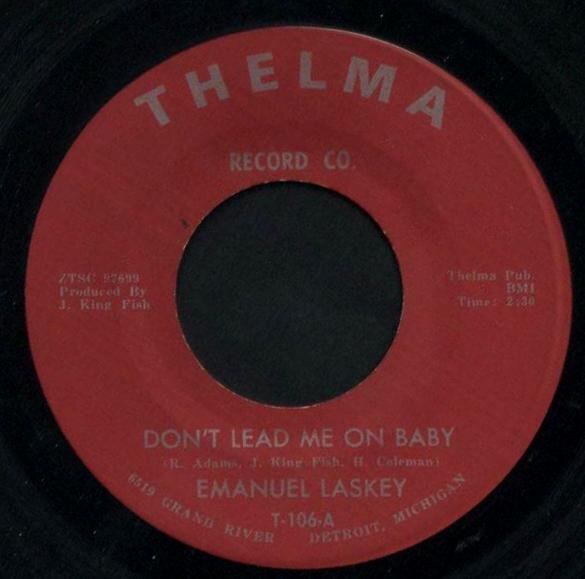 THELMA
RECORD CO.
ZTSC 97699
Produced By
J. King Fish
Thelma Pub.
BMI
Time: 2:30
DON'T LEAD ME ON BABY
(R. Adams, J. King Fish, H. Coleman)
EMANUEL LASKEY
T-106-A
6519 GRAND RIVER DETROIT, MICHIGAN